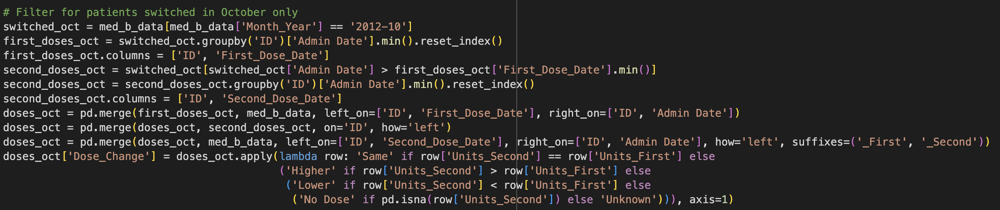 # Filter for patients switched in October only
switched_oct = med_b_data[med_b_data['Month_Year'] == '2012-10']
first_doses_oct = switched_oct.groupby('ID')['Admin Date'].min().reset_index()
first_doses_oct.columns = ['ID', 'First_Dose_Date']
second_doses_oct = switched_oct[switched_oct['Admin Date'] > first_doses_oct['First_Dose_Date'].min()]
second_doses_oct = second_doses_oct.groupby('ID')['Admin Date'].min().reset_index()
second_doses_oct.columns = ['ID', 'Second_Dose_Date']
doses_oct = pd.merge(first_doses_oct, med_b_data, left_on=['ID', 'First_Dose_Date'], right_on=['ID', 'Admin Date'])
doses_oct = pd.merge(doses_oct, second_doses_oct, on='ID', how='left')
doses_oct = pd.merge(doses_oct, med_b_data, left_on=['ID', 'Second_Dose_Date'], right_on=['ID', 'Admin Date'], how='left', suffixes=('_First', '_Second'))
doses_oct['Dose_Change'] = doses_oct.apply(lambda row: 'Same' if row['Units_Second'] == row['Units_First'] else
('Higher' if row['Units_Second'] > row['Units_First'] else
('Lower' if row['Units_Second'] < row['Units_First'] else
('No Dose' if pd.isna(row['Units_Second']) else 'Unknown'))), axis=1)